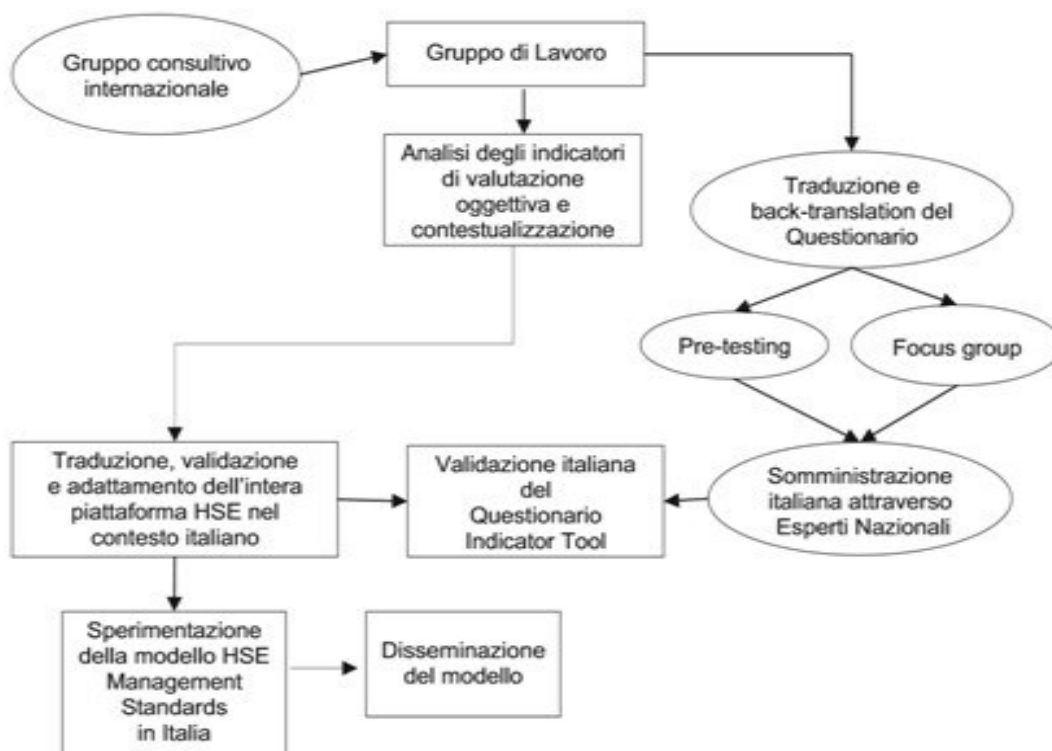 Gruppo consultivo
internazionale
Gruppo di Lavoro
Analisi degli indicatori
di valutazione
oggettiva e
contestualizzazione
Traduzione e
back-translation del
Questionario
Pre-testing
Focus group
Traduzione, validazione
e adattamento dell'intera
piattaforma HSE nel
contesto italiano
Validazione italiana
del
Questionario
Indicator Tool
Somministrazione
italiana attraverso
Esperti Nazionali
Sperimentazione
della modello HSE
Management
Standards
in Italia
Disseminazione
del modello